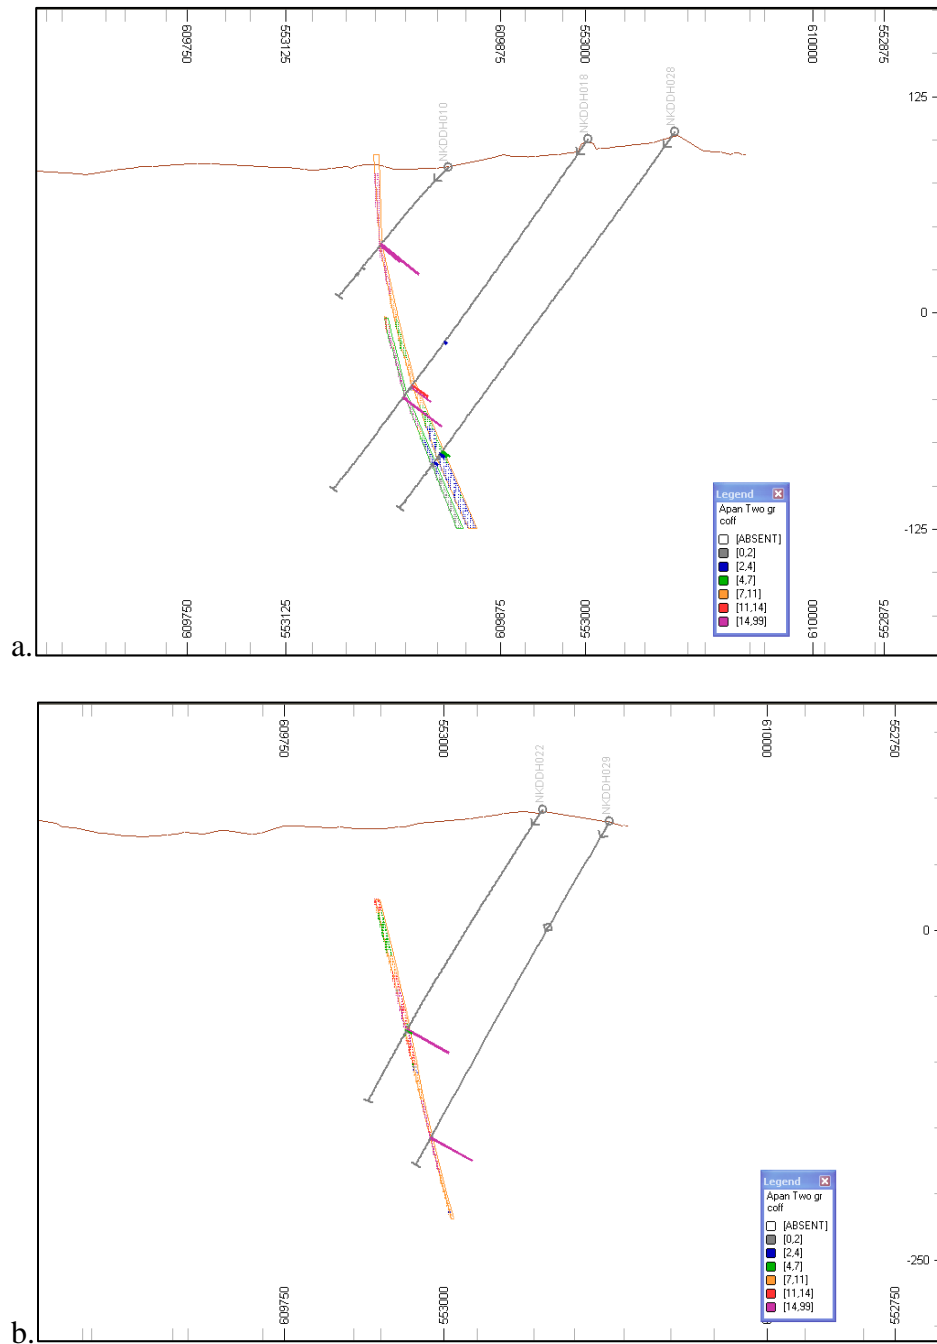 609750
553125
609875
553000
610000
552875
NKDDH010
NKDDH018
NKDDH028
125
0
-125
Legend
Apan Two gr
coff
[ABSENT]
[0,2]
[2,4]
[4,7]
[7,11]
[11,14]
[14,99]
609750
553125
609875
553000
610000
552875
a.
609750
553000
610000
552750
NKDDH022
NKDDH029
0
-250
Legend
Apan Two gr
coff
[ABSENT]
[0,2]
[2,4]
[4,7]
[7,11]
[11,14]
[14,99]
609750
553000
552750
b.